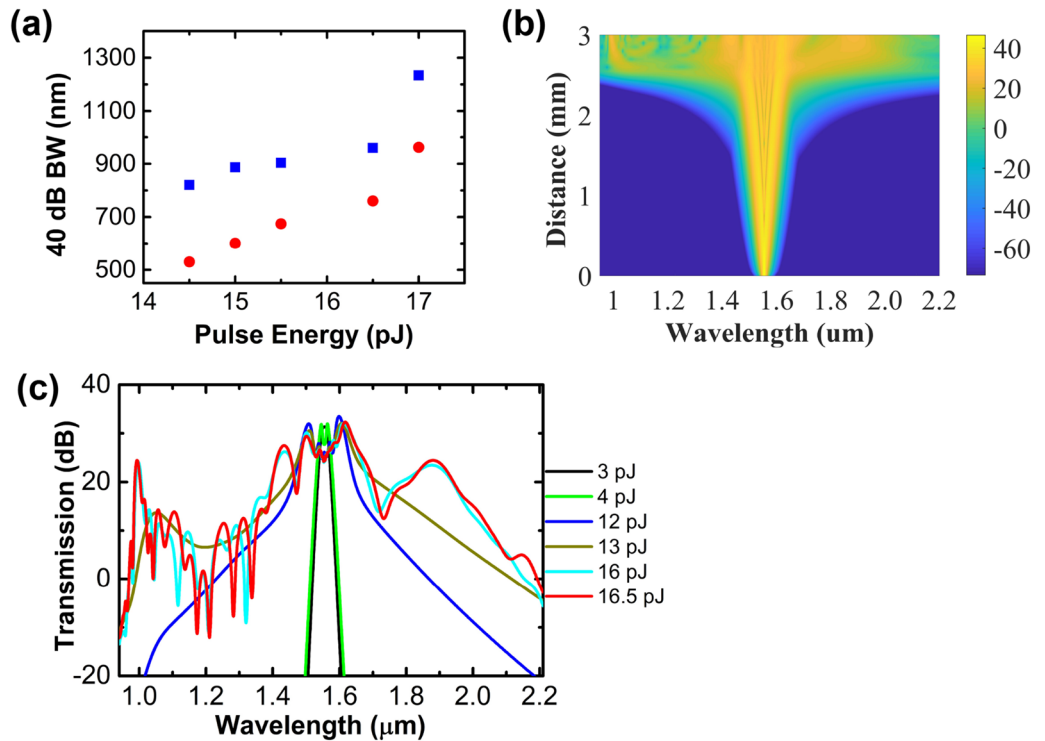 (a)
40 dB BW (nm)
1300
1100
900
700
500
14
15
16
17
Pulse Energy (pJ)
(b)
Distance (mm)
3
2
1
0
1
1.4
1.6
1.8
2.0
2.2
Wavelength (um)
40
20
0
-20
-40
-60
(c)
Transmission (dB)
40
20
0
-20
1.0
1.2
1.4
1.6
1.8
2.0
2.2
Wavelength (μm)
3 pJ
4 pJ
12 pJ
13 pJ
16 pJ
16.5 pJ